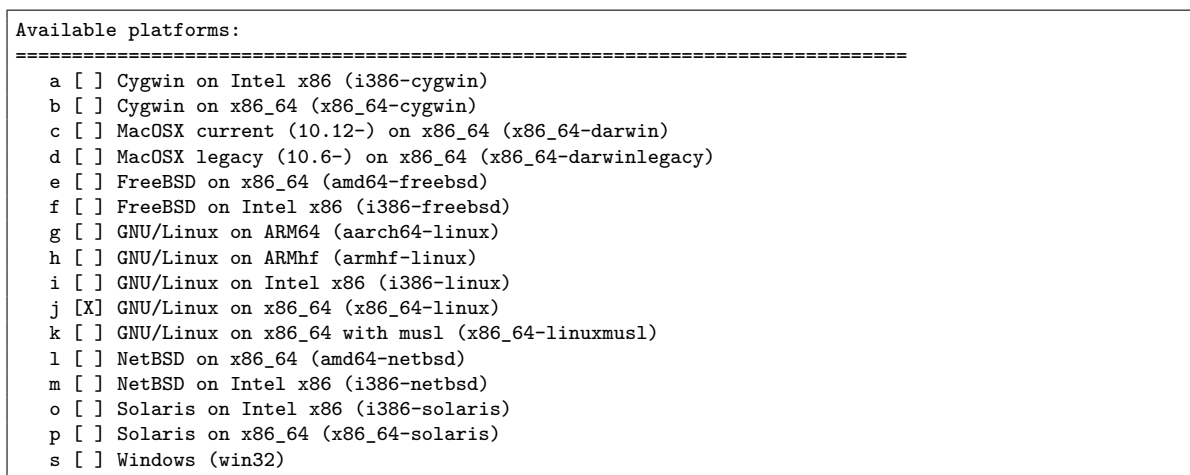 Available platforms:
===============================================================================
a [ ] Cygwin on Intel x86 (i386-cygwin)
b [ ] Cygwin on x86_64 (x86_64-cygwin)
c [ ] MacOSX current (10.12-) on x86_64 (x86_64-darwin)
d [ ] MacOSX legacy (10.6-) on x86_64 (x86_64-darwinlegacy)
e [ ] FreeBSD on x86_64 (amd64-freebsd)
f [ ] FreeBSD on Intel x86 (i386-freebsd)
g [ ] GNU/Linux on ARM64 (aarch64-linux)
h [ ] GNU/Linux on ARMhf (armhf-linux)
i [ ] GNU/Linux on Intel x86 (i386-linux)
j [X] GNU/Linux on x86_64 (x86_64-linux)
k [ ] GNU/Linux on x86_64 with musl (x86_64-linuxmusl)
l [ ] NetBSD on x86_64 (amd64-netbsd)
m [ ] NetBSD on Intel x86 (i386-netbsd)
o [ ] Solaris on Intel x86 (i386-solaris)
p [ ] Solaris on x86_64 (x86_64-solaris)
s [ ] Windows (win32)